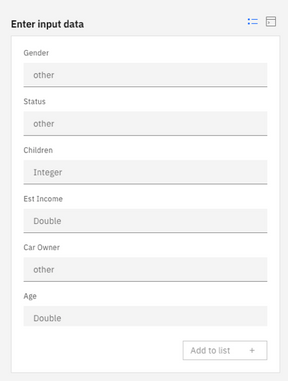 Enter input data
Gender
other
Status
other
Children
Integer
Est Income
Double
Car Owner
other
Age
Double
Add to list +